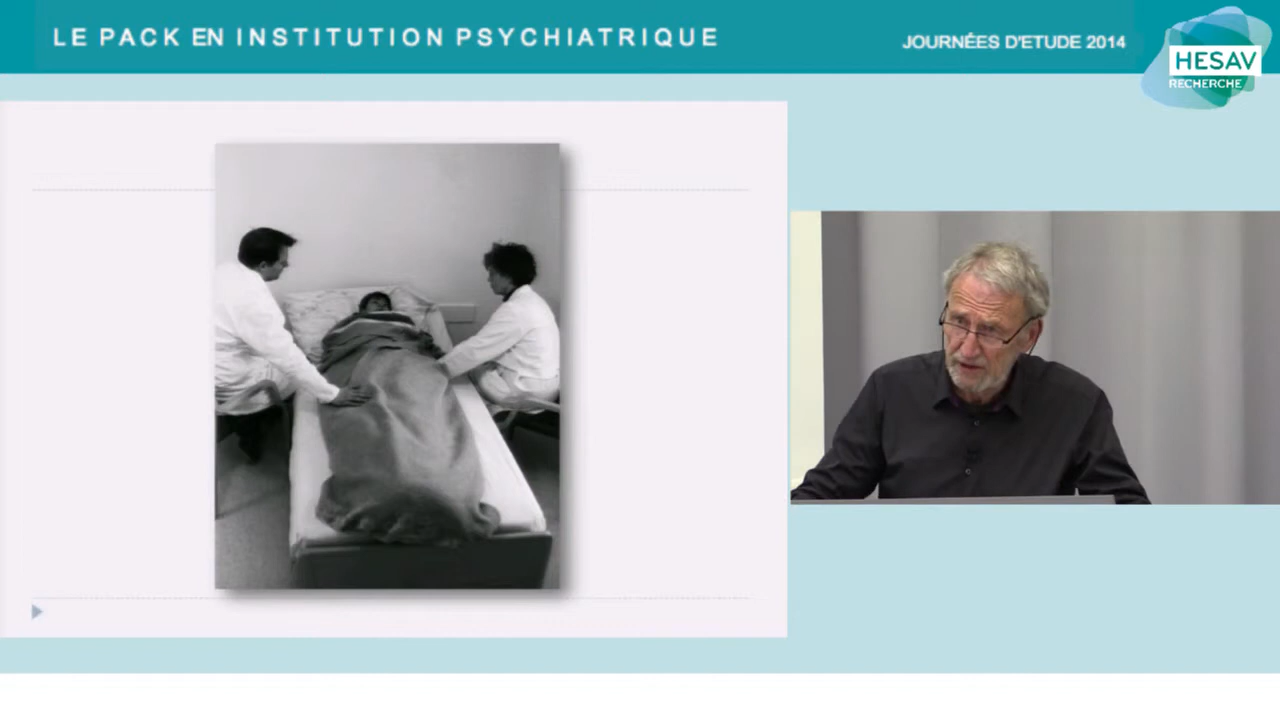 LE PACK EN INSTITUTION PSYCHIATRIQUE
JOURNÉES D'ETUDE 2014
HESAV
RECHERCHE